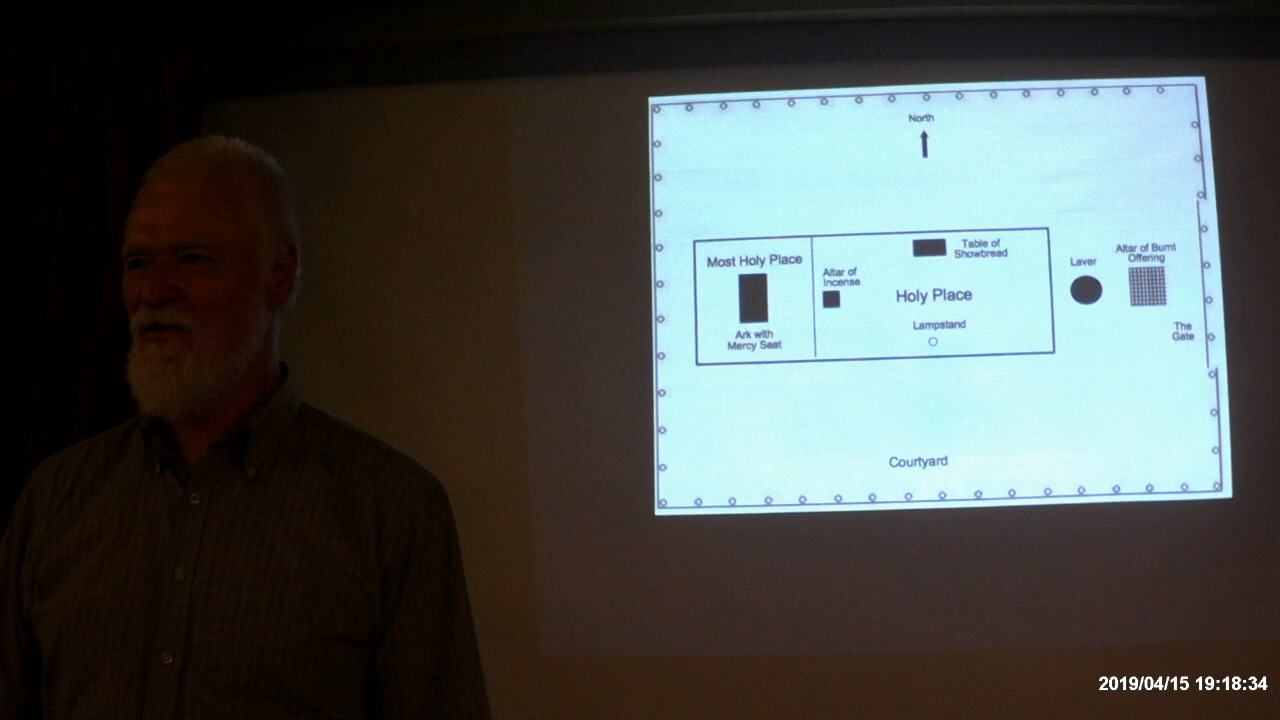 North
Most Holy Place
Ark with
Mercy Seat
Altar of
Incense
Table of
Showbread
Holy Place
Lampstand
Laver
Altar of Burnt
Offering
The
Gate
Courtyard
2019/04/15 19:18:34